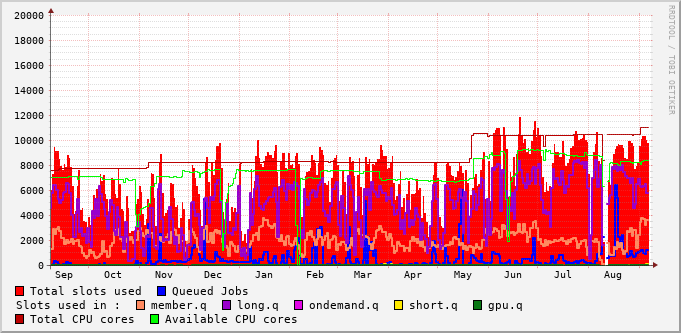 20000
18000
16000
14000
12000
10000
8000
6000
4000
2000
0
Sep Oct Nov Dec Jan Feb Mar Apr May Jun Jul Aug
Total slots used Queued Jobs
Slots used in : member.q long.q ondemand.q short.q gpu.q
Total CPU cores Available CPU cores
RRDTOOL / TOBI OETIKER